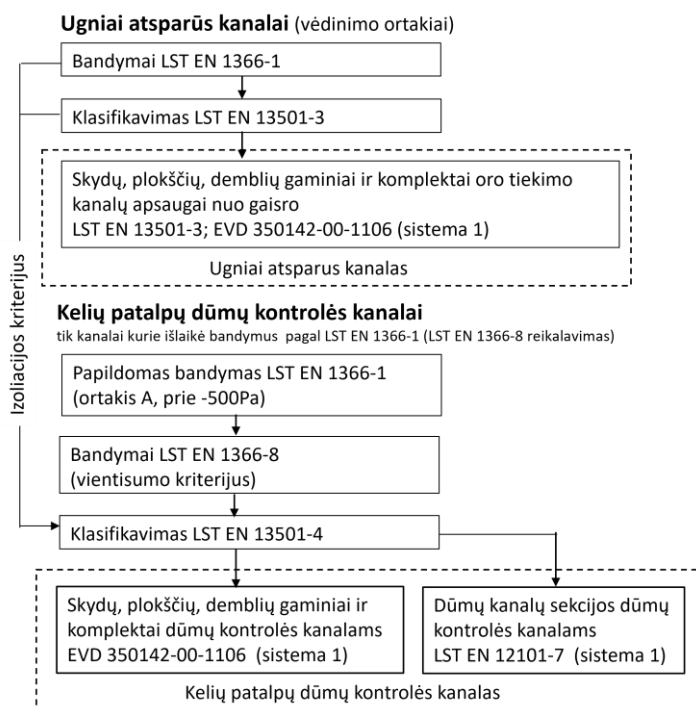 Ugniai atsparūs kanalai (vėdinimo ortakiai)
Bandymai LST EN 1366-1
Klasifikavimas LST EN 13501-3
Skydų, plokščių, demblių gaminiai ir komplektai oro tiekimo
kanalų apsaugai nuo gaisro
LST EN 13501-3; EVD 350142-00-1106 (sistema 1)
Ugniai atsparus kanalas
Izoliacijos kriterijus
Kelių patalpų dūmų kontrolės kanalai
tik kanalai kurie išlaikė bandymus pagal LST EN 1366-1 (LST EN 1366-8 reikalavimas)
Papildomas bandymas LST EN 1366-1
(ortakis A, prie -500Pa)
Bandymai LST EN 1366-8
(vientisumo kriterijus)
Klasifikavimas LST EN 13501-4
Skydų, plokščių, demblių gaminiai ir
komplektai dūmų kontrolės kanalams
EVD 350142-00-1106 (sistema 1)
Dūmų kanalų sekcijos dūmų
kontrolės kanalams
LST EN 12101-7 (sistema 1)
Kelių patalpų dūmų kontrolės kanalas